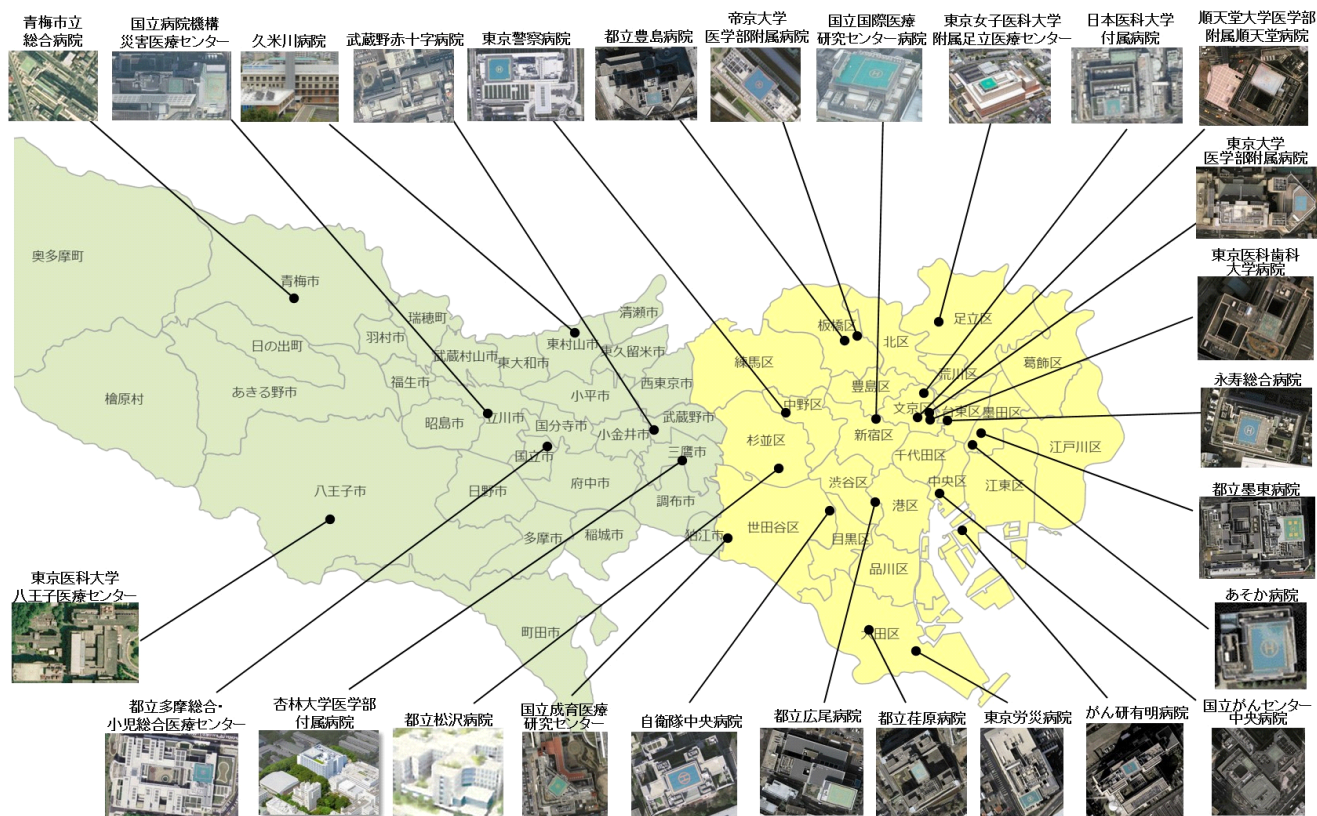 青梅市立
総合病院
国立病院機構
災害医療センター
久米川病院
武蔵野赤十字病院
東京警察病院
都立豊島病院
帝京大学
医学部附属病院
国立国際医療
研究センター病院
東京女子医科大学
附属足立医療センター
日本医科大学
付属病院
順天堂大学医学部
附属順天堂病院
東京大学
医学部附属病院
東京医科歯科
大学病院
永寿総合病院
都立墨東病院
あそか病院
国立がんセンター
中央病院
がん研有明病院
東京労災病院
都立荏原病院
都立広尾病院
自衛隊中央病院
国立成育医療
研究センター
都立松沢病院
杏林大学医学部
付属病院
都立多摩総合・
小児総合医療センター
東京医科大学
八王子医療センター
奥多摩町
青梅市
瑞穂町
清瀬市
羽村市
日の出町
武蔵村山市
東大和市
東村山市
東久留米市
檜原村
あきる野市
福生市
小平市
西東京市
昭島市
立川市
国分寺市
小金井市
武蔵野市
国立市
三鷹市
八王子市
日野市
府中市
調布市
多摩市
稲城市
狛江市
町田市
板橋区
北区
足立区
練馬区
豊島区
荒川区
葛飾区
中野区
文京区
台東区
墨田区
杉並区
新宿区
千代田区
江戸川区
渋谷区
中央区
江東区
世田谷区
港区
目黒区
品川区
大田区